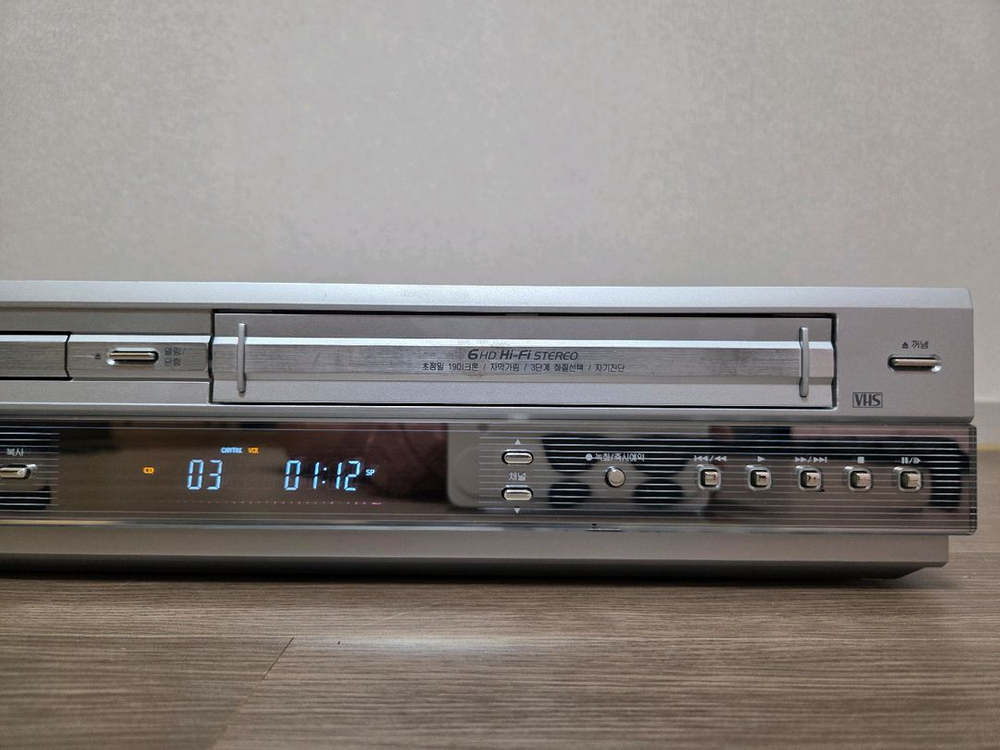 6HD Hi-Fi STEREO
초정밀 19미크론 / 자막가림 / 3단계 화질선택 / 자기진단
열림/
닫힘
꺼냄
VHS
복사
CD
CH/TRK VCR
03 01:12 SP
채널
녹화/즉시예약